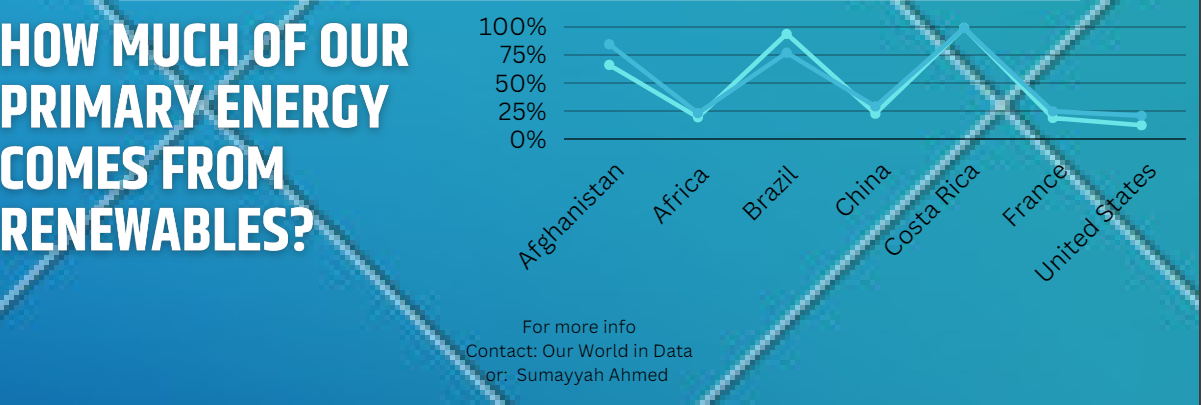 HOW MUCH OF OUR
PRIMARY ENERGY
COMES FROM
RENEWABLES?
100%
75%
50%
25%
0%
Afghanistan
Africa
Brazil
China
Costa Rica
France
United States
For more info
Contact: Our World in Data
or: Sumayyah Ahmed